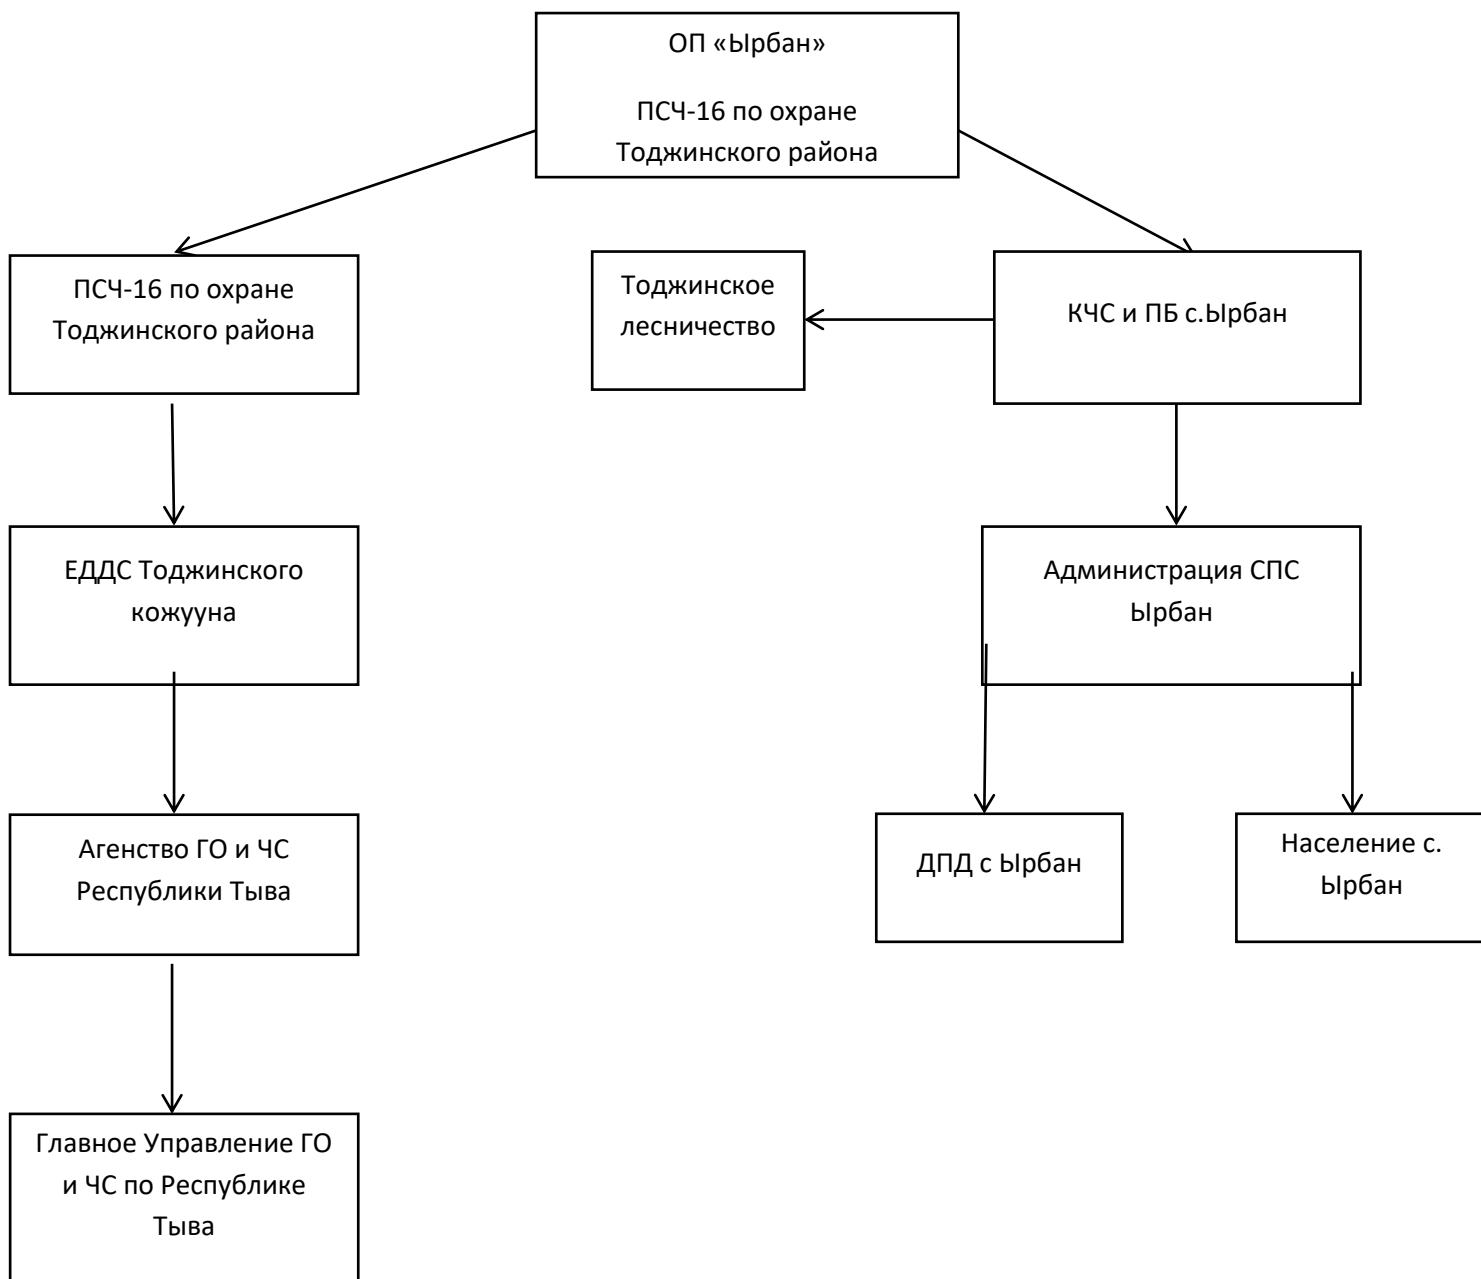 ОП «Ырбан»
ПСЧ-16 по охране
Тоджинского района
ПСЧ-16 по охране
Тоджинского района
Тоджинское
лесничество
КЧС и ПБ с.Ырбан
ЕДДС Тоджинского
кожууна
Администрация СПС
Ырбан
Агенство ГО и ЧС
Республики Тыва
ДПД с Ырбан
Население с.
Ырбан
Главное Управление ГО
и ЧС по Республике
Тыва